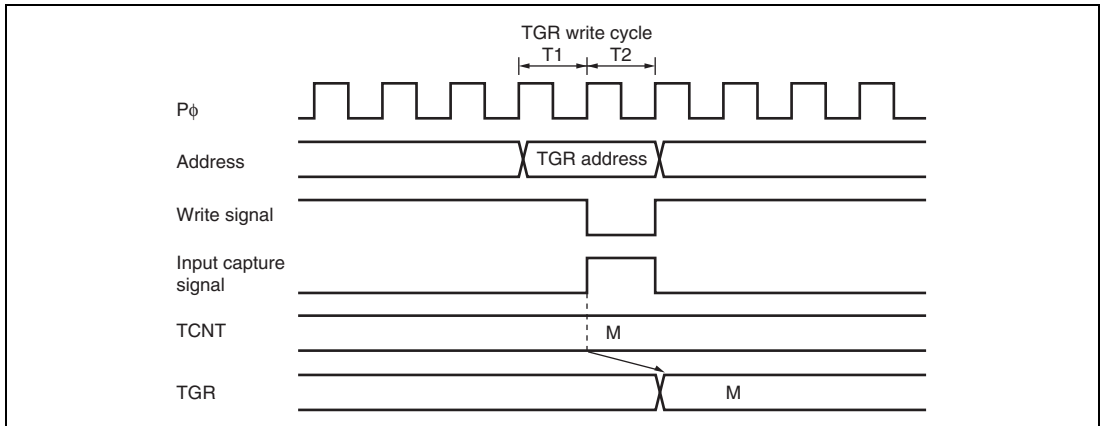 TGR write cycle
T1 T2
Pϕ
Address
TGR address
Write signal
Input capture
signal
TCNT
M
TGR
M